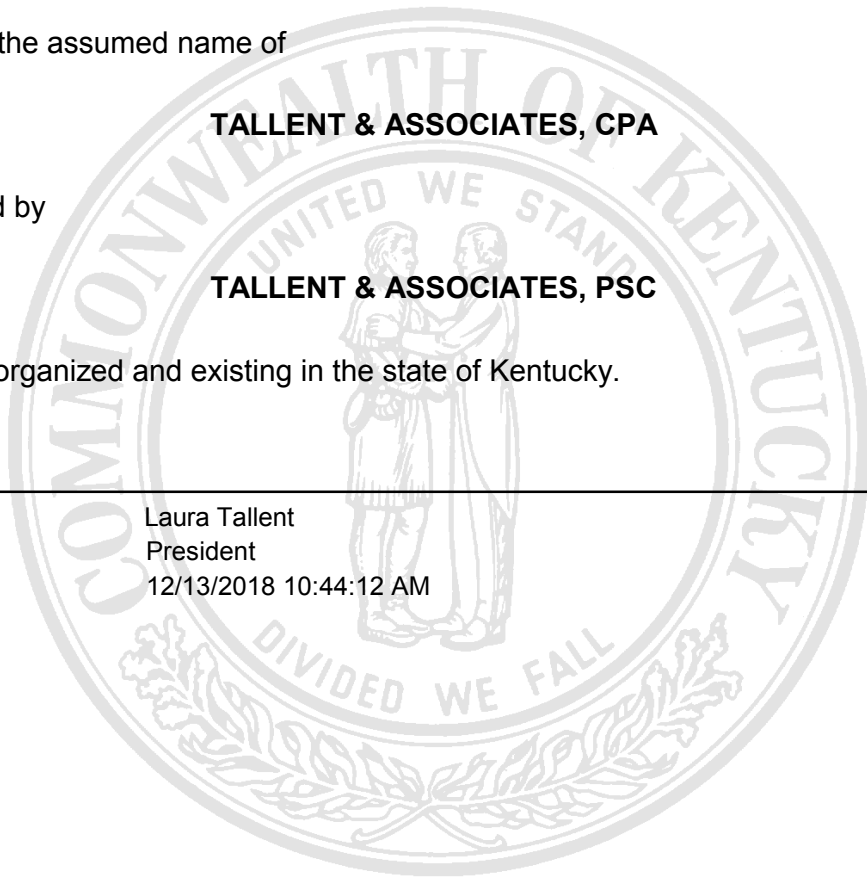 the assumed name of
TALLENT & ASSOCIATES, CPA
d by
TALLENT & ASSOCIATES, PSC
organized and existing in the state of Kentucky.
Laura Tallent
President
12/13/2018 10:44:12 AM
COMMONWEALTH OF KENTUCKY
UNITED WE STAND
DIVIDED WE FALL